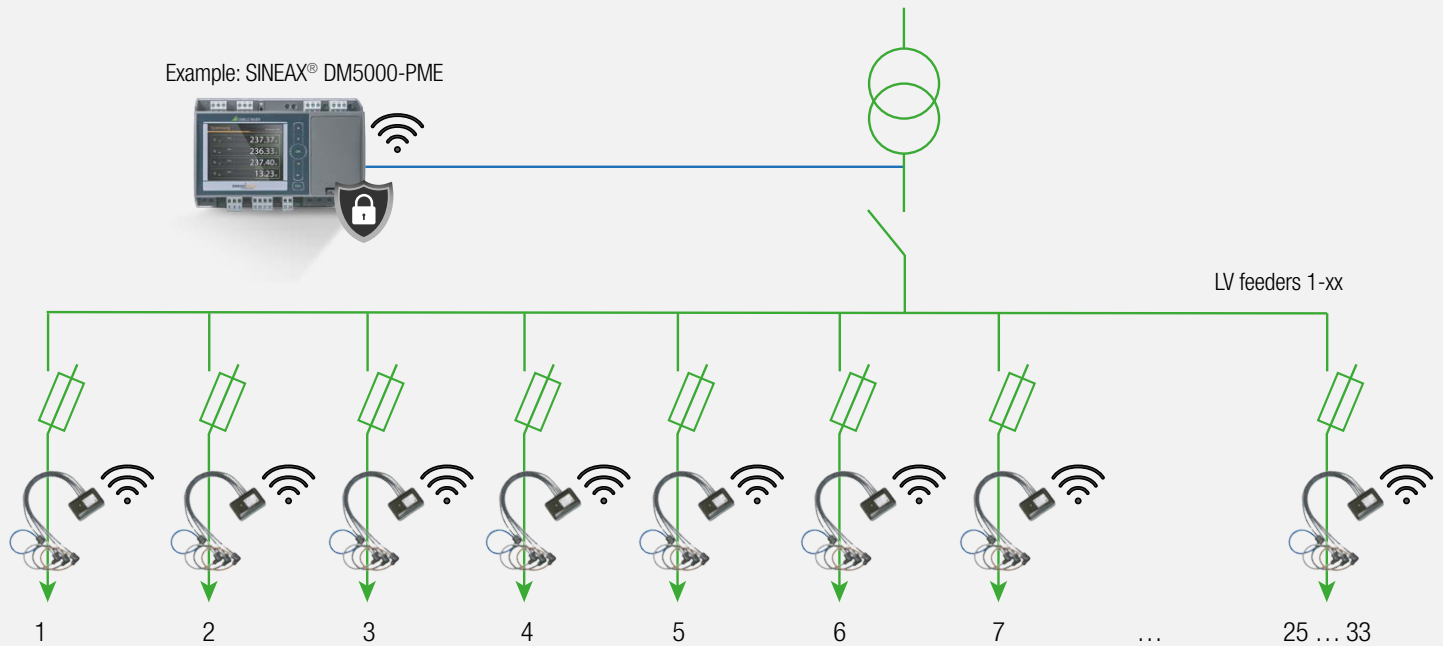 Example: SINEAX® DM5000-PME
237.37
236.33
237.40
13.23
LV feeders 1-xx
1 2 3 4 5 6 7 … 25 … 33